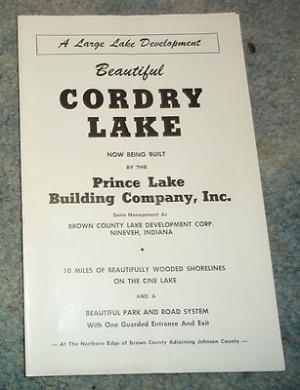 A Large Lake Development
Beautiful
CORDRY
LAKE
NOW BEING BUILT
BY THE
Prince Lake
Building Company, Inc.
Same Management As
BROWN COUNTY LAKE DEVELOPMENT CORP.
NINEVEH, INDIANA
•
10 MILES OF BEAUTIFULLY WOODED SHORELINES
ON THE ONE LAKE
AND A
BEAUTIFUL PARK AND ROAD SYSTEM
With One Guarded Entrance And Exit
— At The Northern Edge of Brown County Adjoining Johnson County —